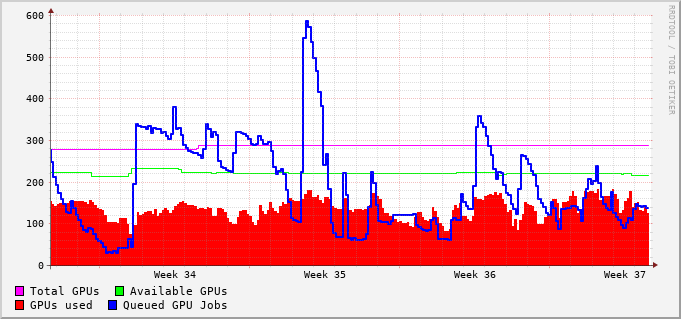 RRDTOOL / TOBI OETIKER
600
500
400
300
200
100
0
Week 34 Week 35 Week 36 Week 37
Total GPUs Available GPUs
GPUs used Queued GPU Jobs